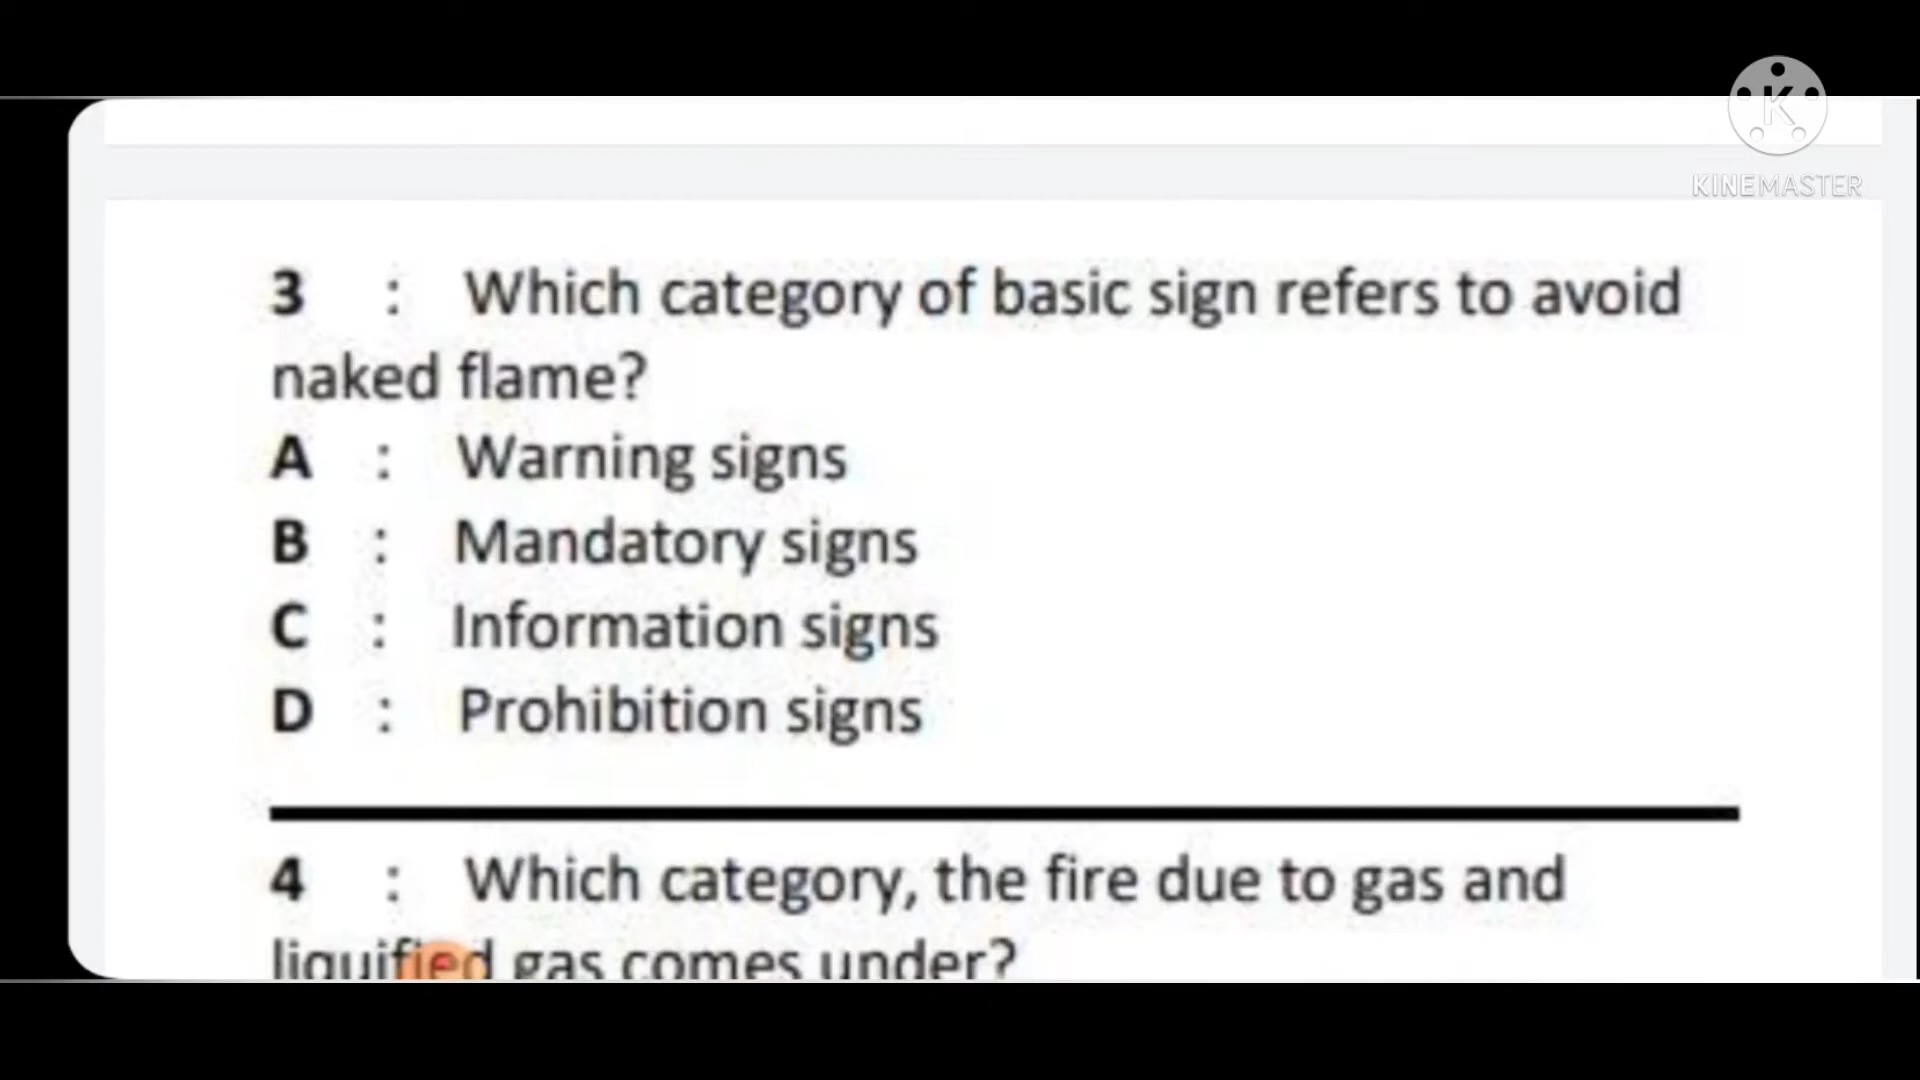 KINEMASTER
3 : Which category of basic sign refers to avoid
naked flame?
A : Warning signs
B : Mandatory signs
C : Information signs
D : Prohibition signs
4 : Which category, the fire due to gas and
liquified gas comes under?